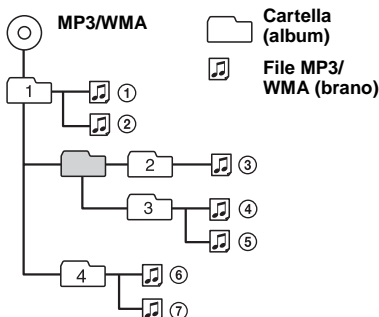 MP3/WMA
Cartella
(album)
File MP3/
WMA (brano)
1
①
②
2
③
3
④
⑤
4
⑥
⑦